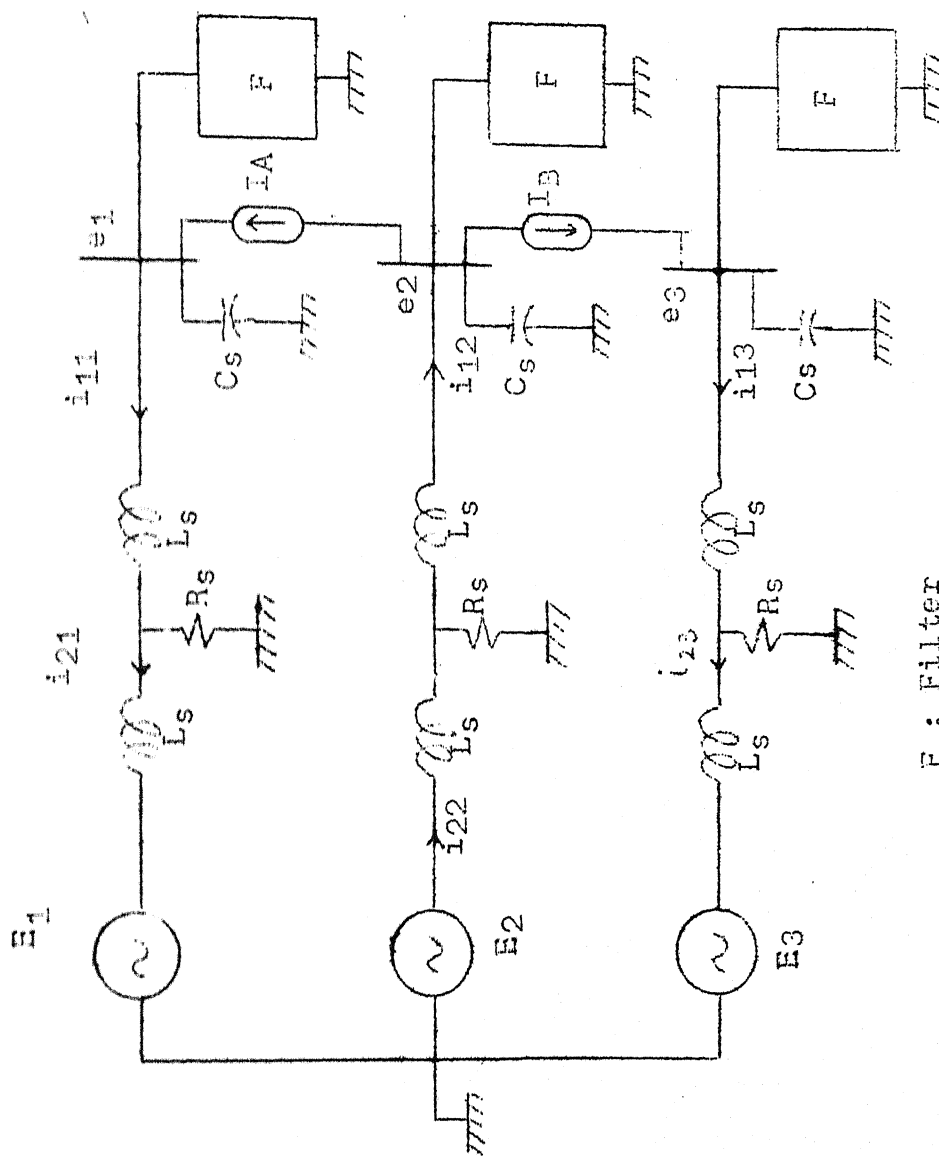 E1
i21
i11
e1
Ls
Ls
Rs
Cs
IA
F
E2
i22
i12
e2
Ls
Ls
Rs
Cs
IB
F
E3
i23
i13
e3
Ls
Ls
Rs
Cs
F
F : Filter